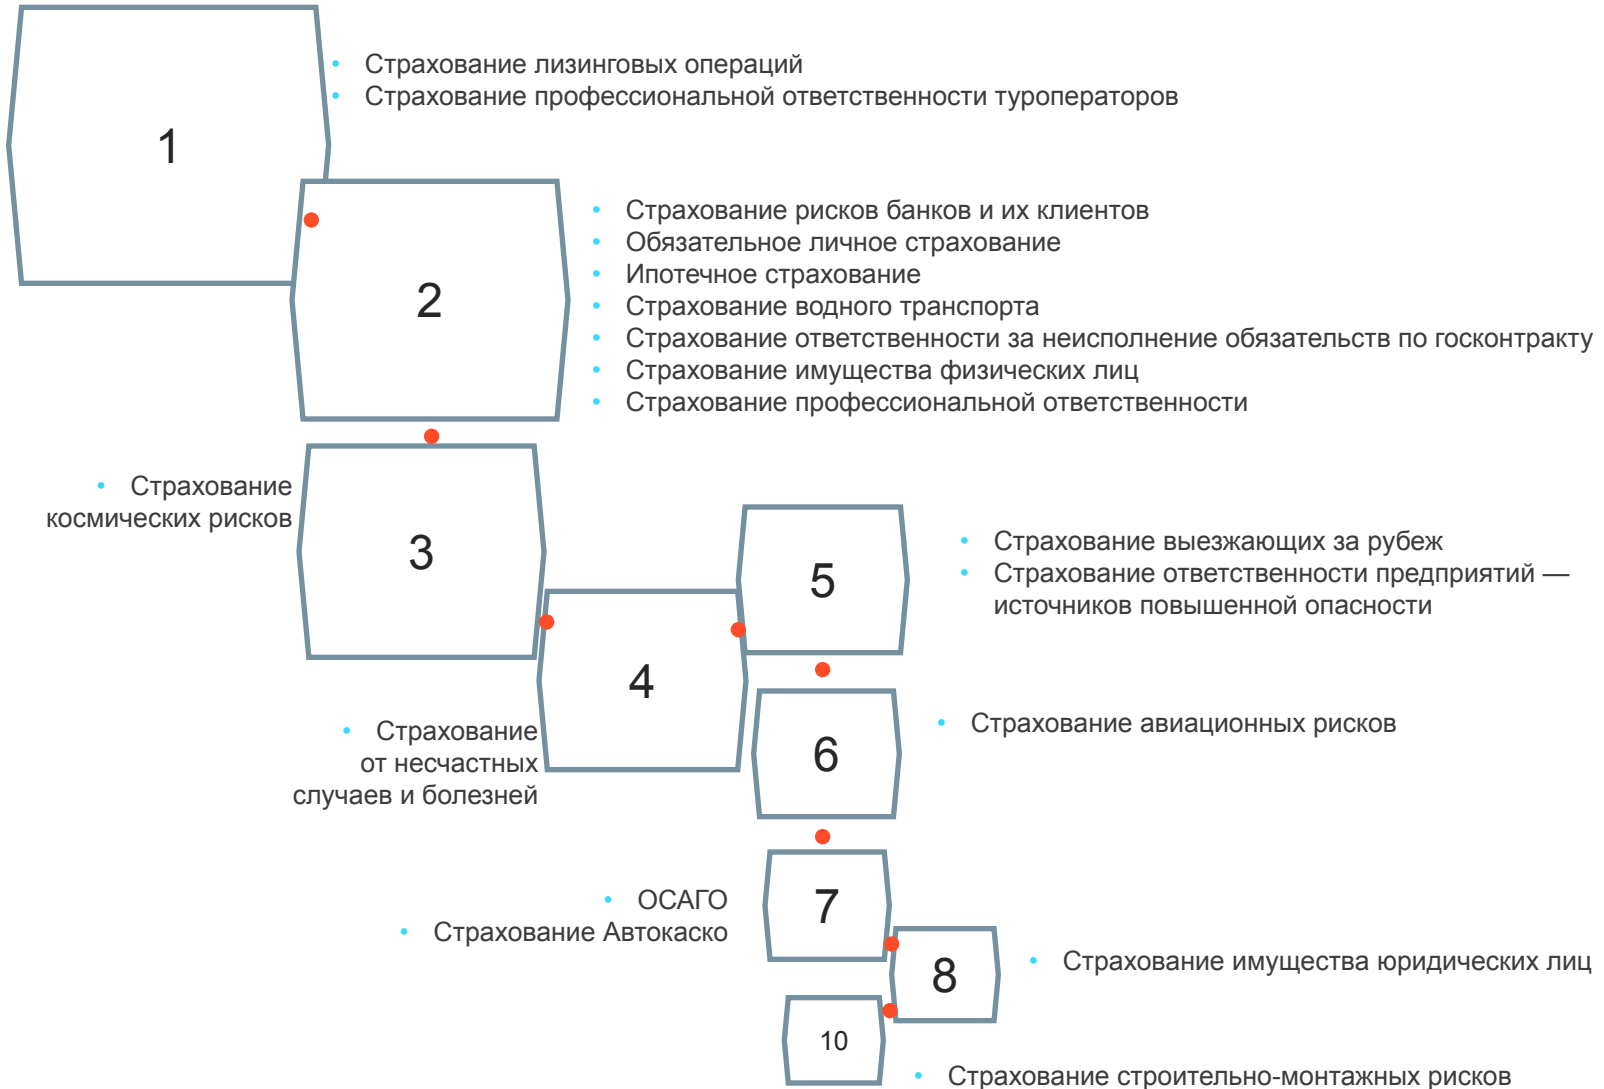 1
• Страхование лизинговых операций
• Страхование профессиональной ответственности туроператоров
2
• Страхование рисков банков и их клиентов
• Обязательное личное страхование
• Ипотечное страхование
• Страхование водного транспорта
• Страхование ответственности за неисполнение обязательств по госконтракту
• Страхование имущества физических лиц
• Страхование профессиональной ответственности
3
• Страхование
космических рисков
4
• Страхование
от несчастных
случаев и болезней
5
• Страхование выезжающих за рубеж
• Страхование ответственности предприятий —
источников повышенной опасности
6
• Страхование авиационных рисков
7
• ОСАГО
• Страхование Автокаско
8
• Страхование имущества юридических лиц
10
• Страхование строительно-монтажных рисков